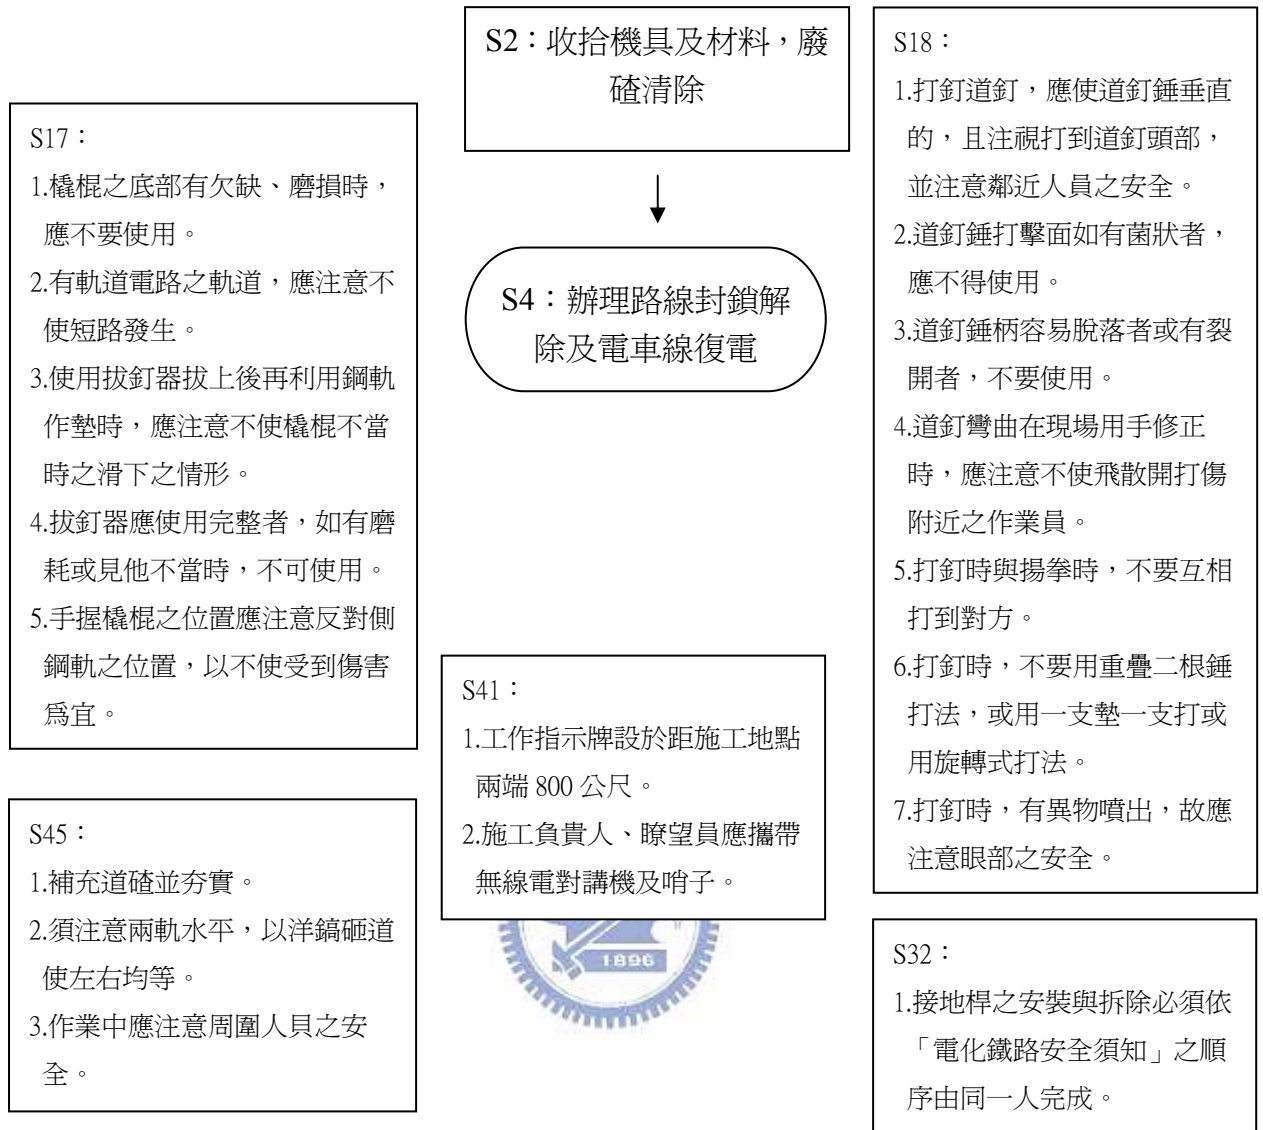 S2：收拾機具及材料，廢
碴清除
S4：辦理路線封鎖解
除及電車線復電
S17：
1.橇棍之底部有欠缺、磨損時，
應不要使用。
2.有軌道電路之軌道，應注意不
使短路發生。
3.使用拔釘器拔上後再利用鋼軌
作墊時，應注意不使橇棍不當
時之滑下之情形。
4.拔釘器應使用完整者，如有磨
耗或見他不當時，不可使用。
5.手握橇棍之位置應注意反對側
鋼軌之位置，以不使受到傷害
爲宜。
S45：
1.補充道碴並夯實。
2.須注意兩軌水平，以洋鎬砸道
使左右均等。
3.作業中應注意周圍人貝之安
全。
S41：
1.工作指示牌設於距施工地點
兩端 800 公尺。
2.施工負貴人、瞭望員應攜帶
無線電對講機及哨子。
1896
S18：
1.打釘道釘，應使道釘錘垂直
的，且注視打到道釘頭部，
並注意鄰近人員之安全。
2.道釘錘打擊面如有菌狀者，
應不得使用。
3.道釘錘柄容易脫落者或有裂
開者，不要使用。
4.道釘彎曲在現場用手修正
時，應注意不使飛散開打傷
附近之作業員。
5.打釘時與揚拳時，不要互相
打到對方。
6.打釘時，不要用重疊二根錘
打法，或用一支墊一支打或
用旋轉式打法。
7.打釘時，有異物噴出，故應
注意眼部之安全。
S32：
1.接地桿之安裝與拆除必須依
「電化鐵路安全須知」之順
序由同一人完成。